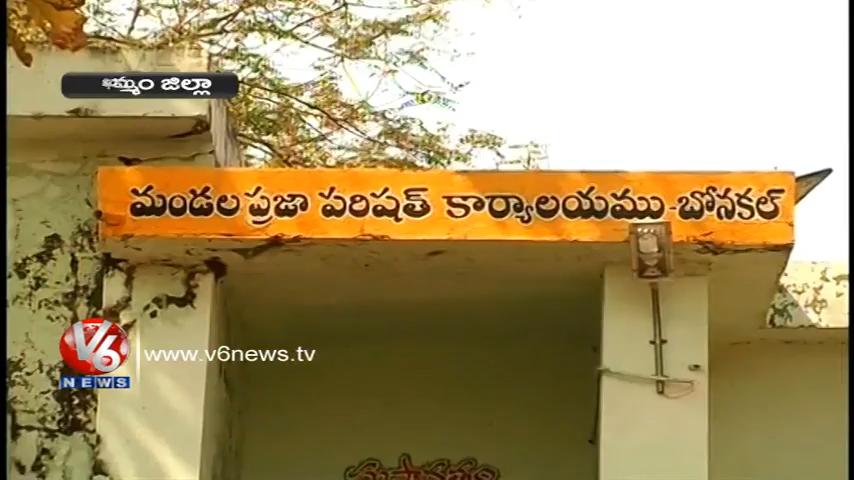 ఖమ్మం జిల్లా
మండల ప్రజా పరిషత్ కార్యాలయము-బోనకల్
V6
NEWS
www.v6news.tv